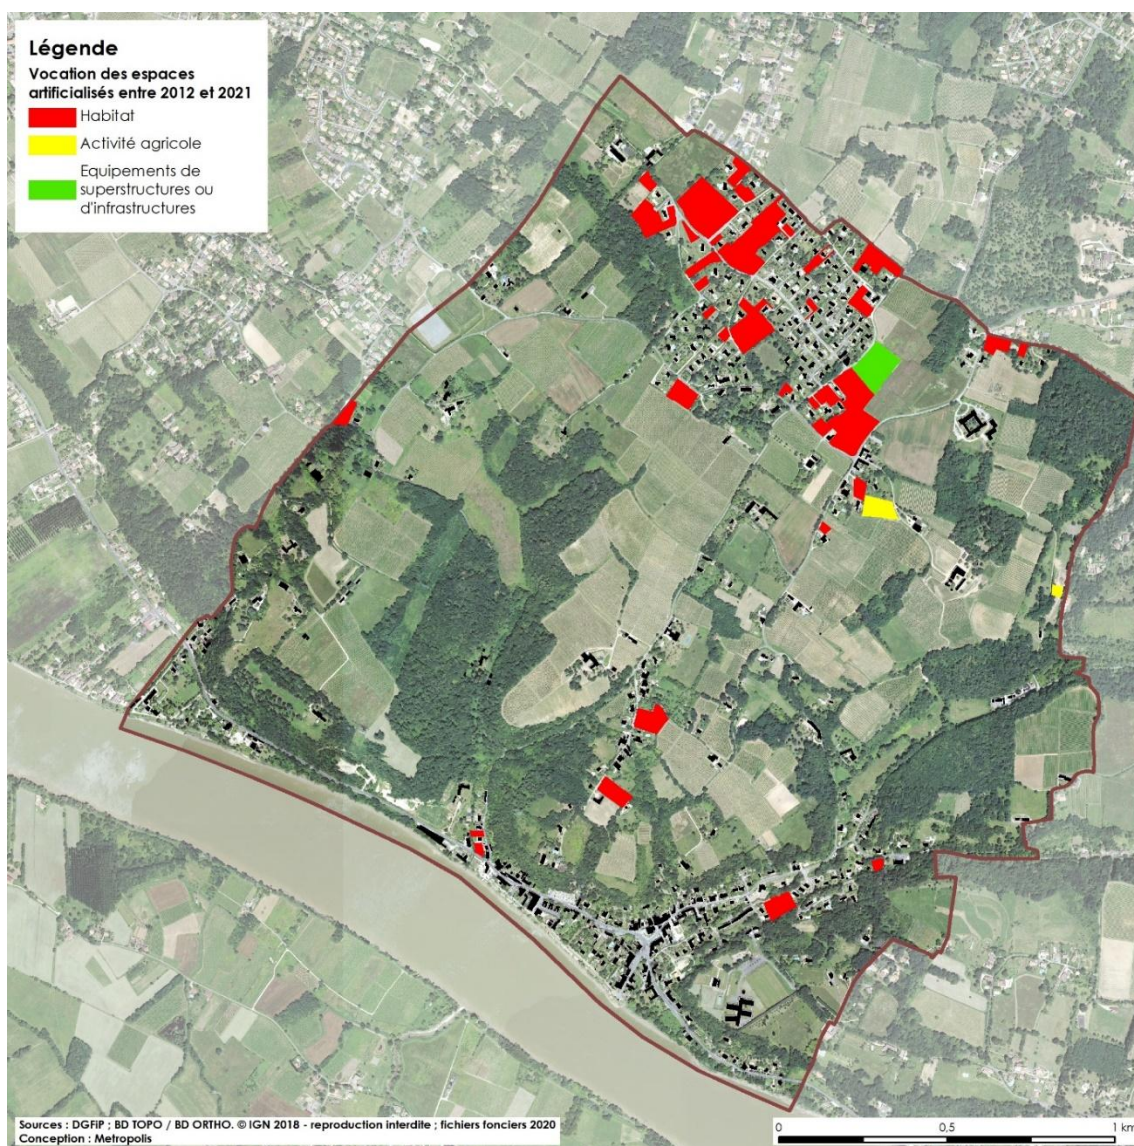 Légende
Vocation des espaces
artificialisés entre 2012 et 2021
Habitat
Activité agricole
Equipements de
superstructures ou
d'infrastructures
Sources : DGFiP ; BD TOPO / BD ORTHO. © IGN 2018 - reproduction interdite ; fichiers fonciers 2020
Conception : Metropolis
0 0,5 1 km